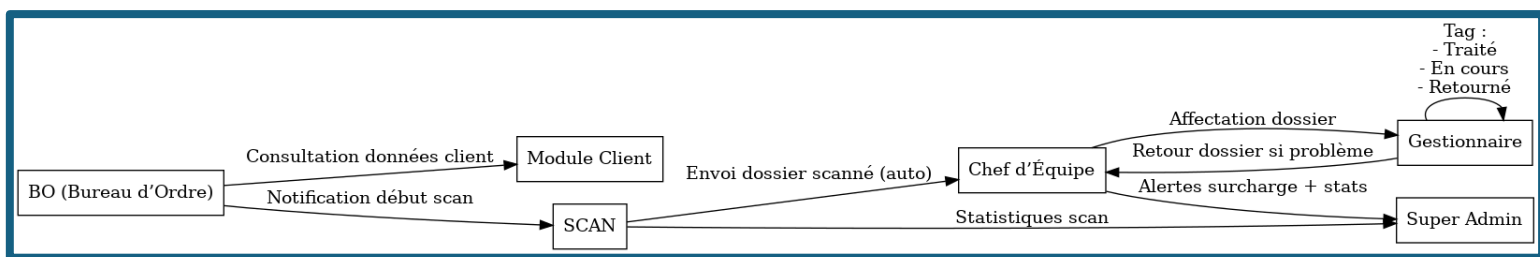 Tag :
- Traité
- En cours
- Retourné
Affectation dossier
Gestionnaire
Consultation données client
Module Client
Retour dossier si problème
Envoi dossier scanné (auto)
Chef d’Équipe
BO (Bureau d’Ordre)
Notification début scan
Alertes surcharge + stats
SCAN
Statistiques scan
Super Admin